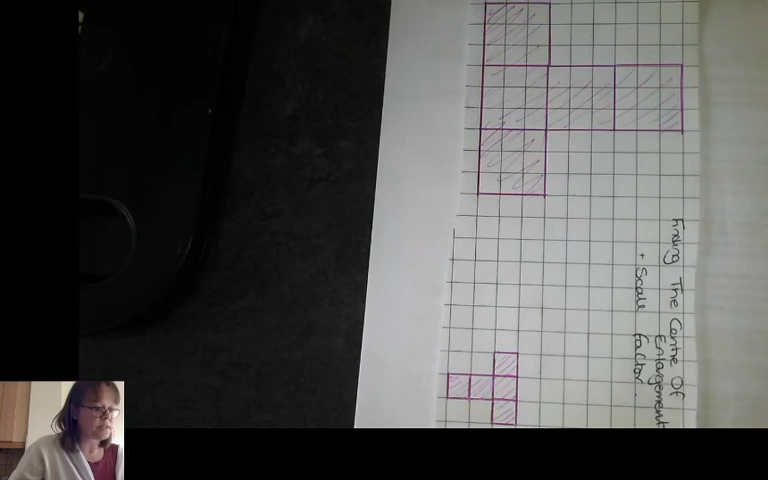 Finding The Centre Of
Enlargement
+ Scale factor.